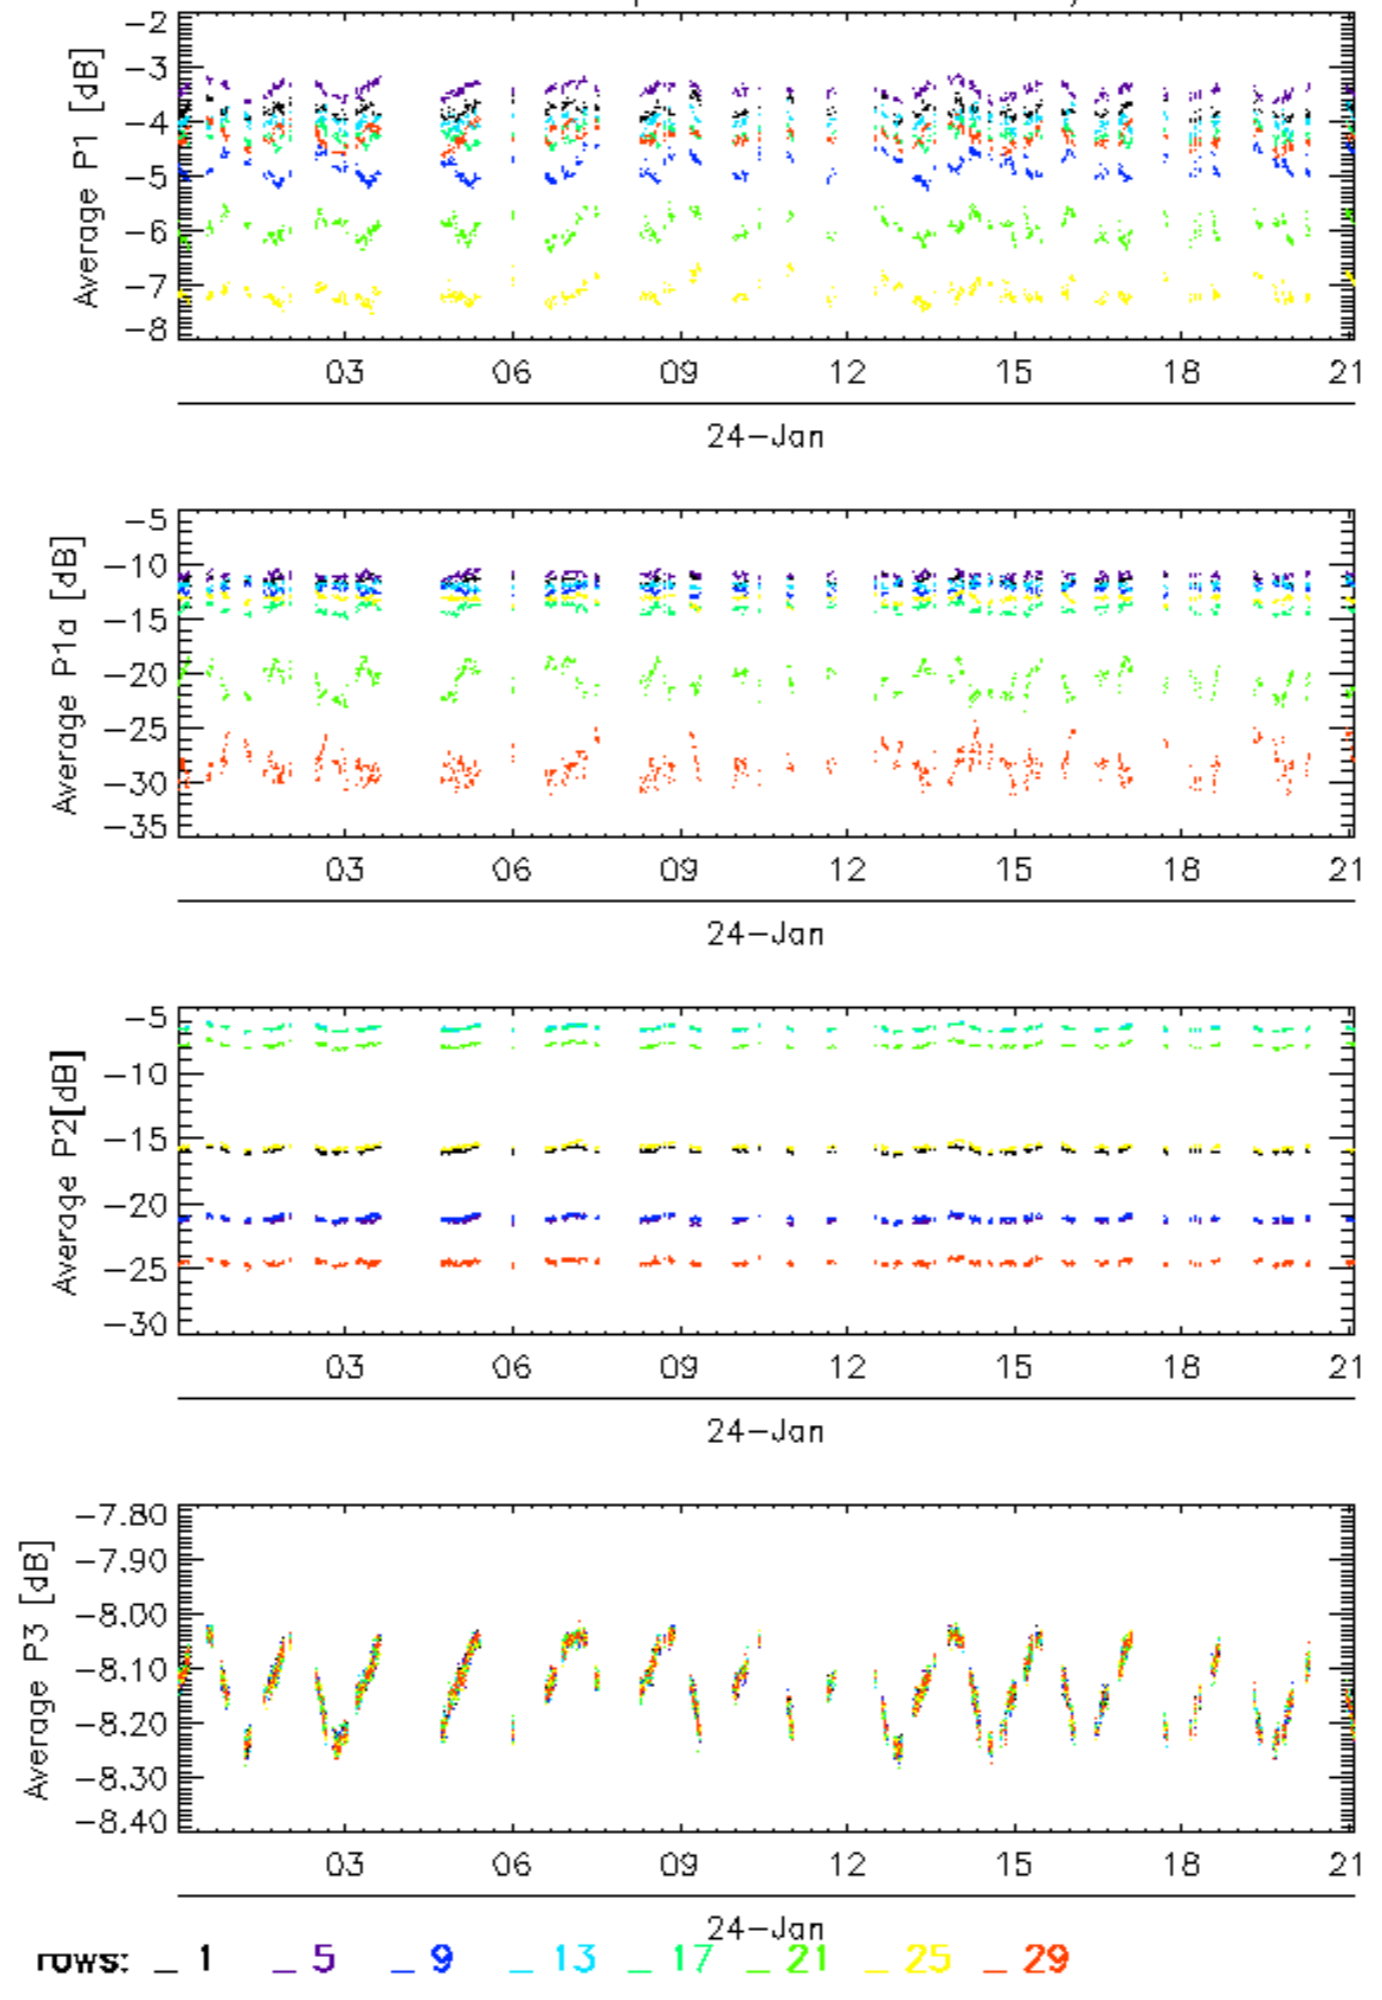 -2
-3
-4
-5
-6
-7
-8
Average P1 [dB]
03 06 09 12 15 18 21
24-Jan
-5
-10
-15
-20
-25
-30
-35
Average P1a [dB]
03 06 09 12 15 18 21
24-Jan
-5
-10
-15
-20
-25
-30
Average P2[dB]
03 06 09 12 15 18 21
24-Jan
-7.80
-7.90
-8.00
-8.10
-8.20
-8.30
-8.40
Average P3 [dB]
03 06 09 12 15 18 21
24-Jan
rows: _ 1 _ 5 _ 9 _ 13 _ 17 _ 21 _ 25 _ 29